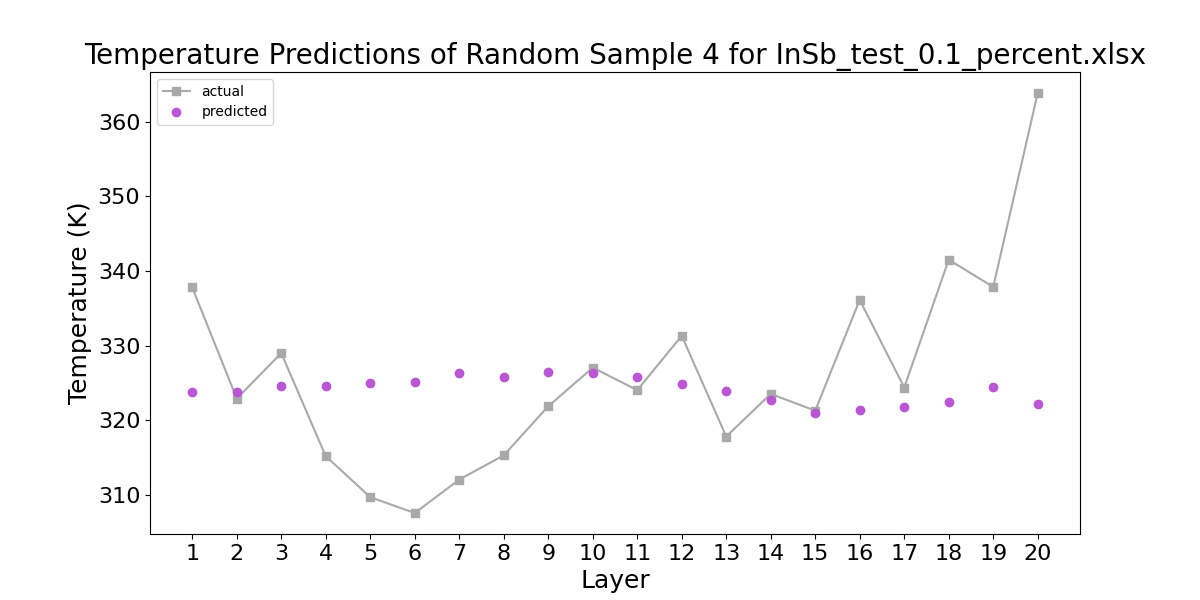 Temperature Predictions of Random Sample 4 for InSb_test_0.1_percent.xlsx
actual
predicted
360
350
340
330
320
310
Temperature (K)
1 2 3 4 5 6 7 8 9 10 11 12 13 14 15 16 17 18 19 20
Layer